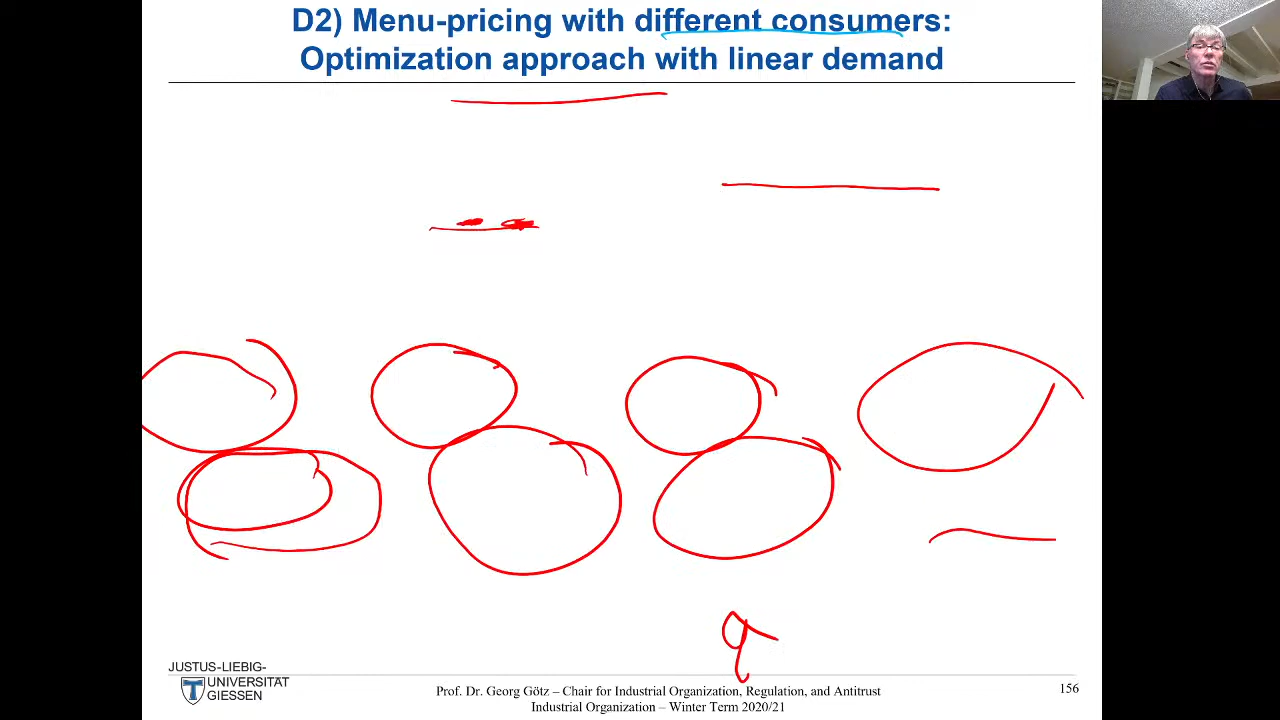 D2) Menu-pricing with different consumers:
Optimization approach with linear demand
q
JUSTUS-LIEBIG-
UNIVERSITÄT
GIESSEN
Prof. Dr. Georg Götz – Chair for Industrial Organization, Regulation, and Antitrust
Industrial Organization – Winter Term 2020/21
156